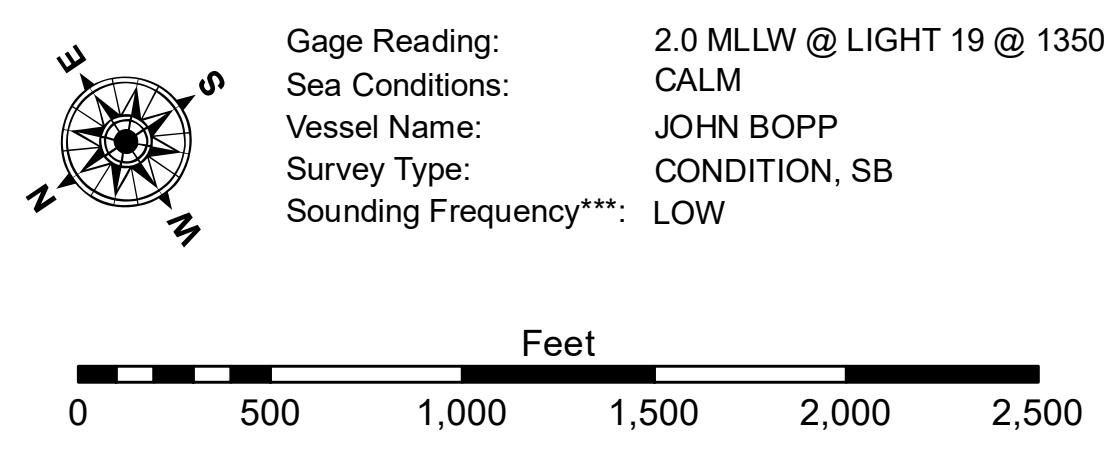 E
S
N
W
Gage Reading: 2.0 MLLW @ LIGHT 19 @ 1350
Sea Conditions: CALM
Vessel Name: JOHN BOPP
Survey Type: CONDITION, SB
Sounding Frequency***: LOW
Feet
0 500 1,000 1,500 2,000 2,500